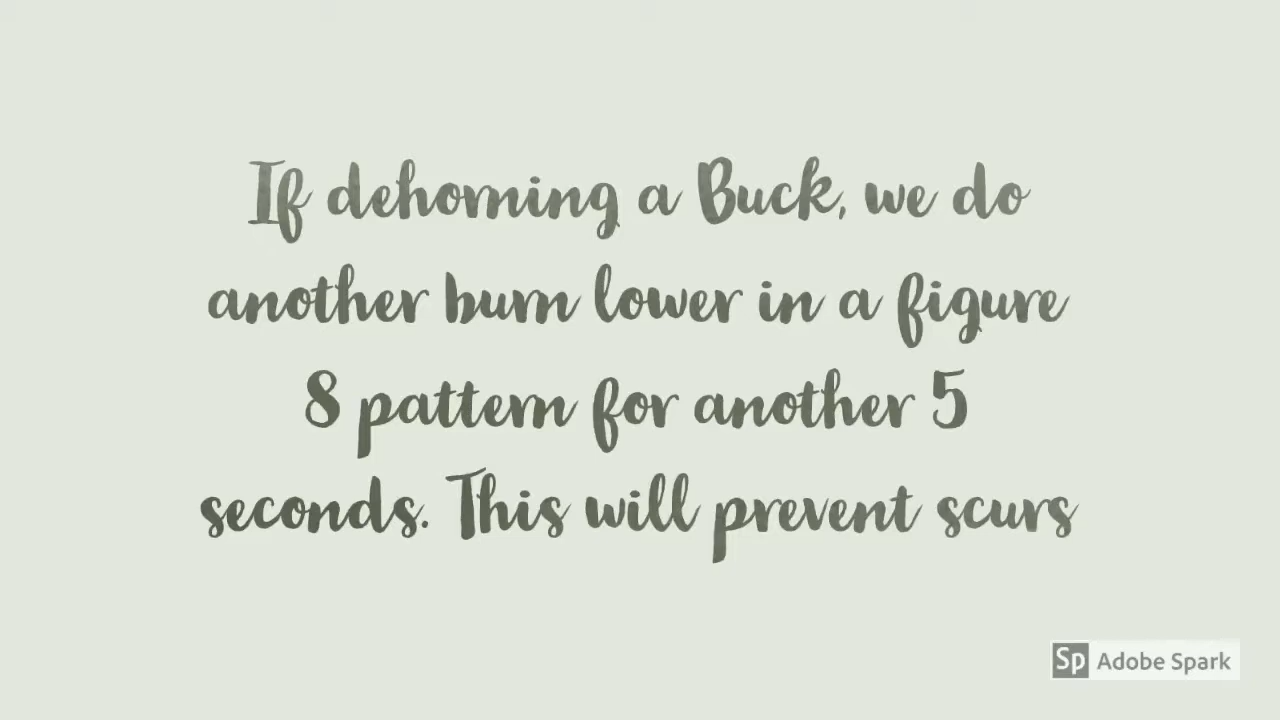 If dehorning a Buck, we do
another burn lower in a figure
8 pattern for another 5
seconds. This will prevent scurs
Sp Adobe Spark